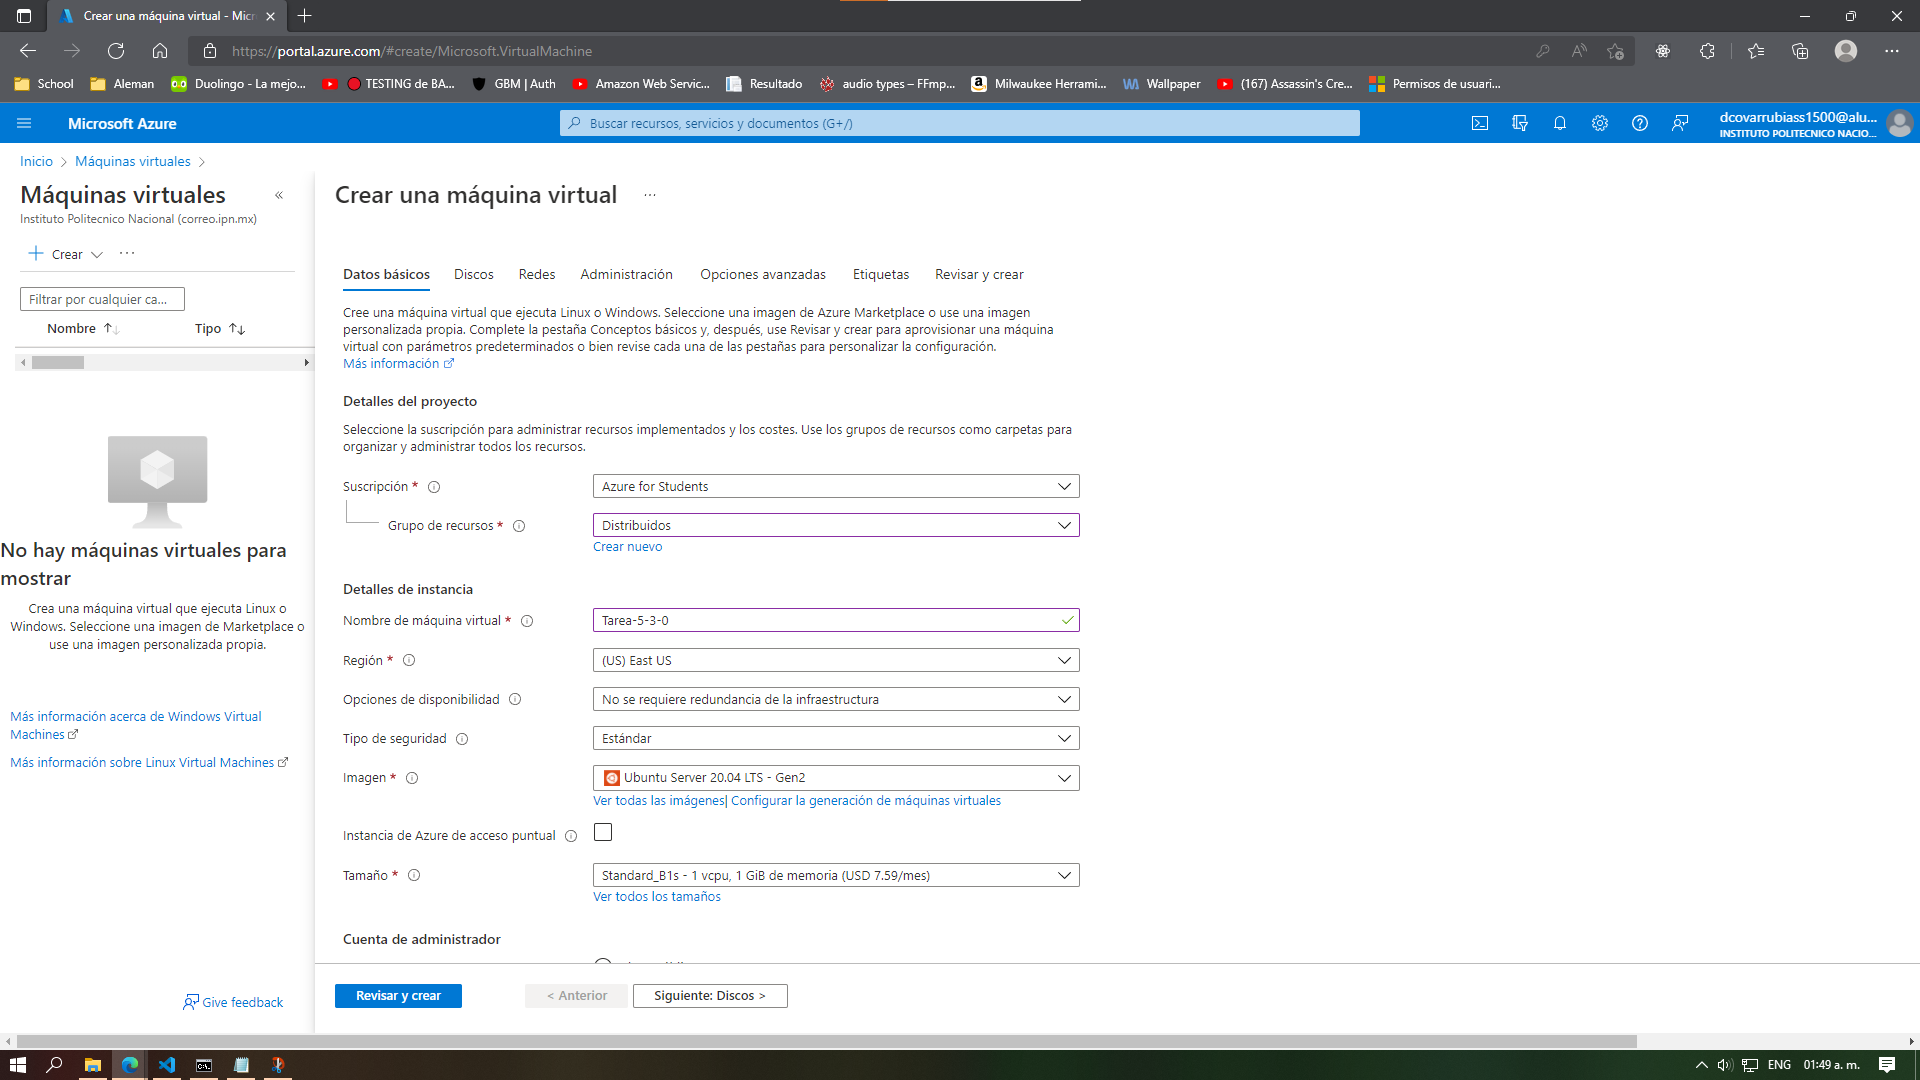 Crear una máquina virtual - Micr
https://portal.azure.com/#create/Microsoft.VirtualMachine
School
Aleman
Duolingo - La mejo...
TESTING de BA...
GBM | Auth
Amazon Web Servic...
Resultado
audio types – FFmp...
Milwaukee Herrami...
Wallpaper
(167) Assassin's Cre...
Permisos de usuari...
Microsoft Azure
Buscar recursos, servicios y documentos (G+/)
dcovarrubiass1500@alu...
INSTITUTO POLITECNICO NACIO...
Inicio
Máquinas virtuales
Máquinas virtuales
Instituto Politecnico Nacional (correo.ipn.mx)
Crear
Filtrar por cualquier ca...
Nombre
Tipo
No hay máquinas virtuales para
mostrar
Crea una máquina virtual que ejecuta Linux o
Windows. Seleccione una imagen de Marketplace o
use una imagen personalizada propia.
Más información acerca de Windows Virtual
Machines
Más información sobre Linux Virtual Machines
Give feedback
Crear una máquina virtual
Datos básicos
Discos
Redes
Administración
Opciones avanzadas
Etiquetas
Revisar y crear
Cree una máquina virtual que ejecuta Linux o Windows. Seleccione una imagen de Azure Marketplace o use una imagen
personalizada propia. Complete la pestaña Conceptos básicos y, después, use Revisar y crear para aprovisionar una máquina
virtual con parámetros predeterminados o bien revise cada una de las pestañas para personalizar la configuración.
Más información
Detalles del proyecto
Seleccione la suscripción para administrar recursos implementados y los costes. Use los grupos de recursos como carpetas para
organizar y administrar todos los recursos.
Suscripción *
Azure for Students
Grupo de recursos *
Distribuidos
Crear nuevo
Detalles de instancia
Nombre de máquina virtual *
Tarea-5-3-0
Región *
(US) East US
Opciones de disponibilidad
No se requiere redundancia de la infraestructura
Tipo de seguridad
Estándar
Imagen *
Ubuntu Server 20.04 LTS - Gen2
Ver todas las imágenes| Configurar la generación de máquinas virtuales
Instancia de Azure de acceso puntual
Tamaño *
Standard_B1s - 1 vcpu, 1 GiB de memoria (USD 7.59/mes)
Ver todos los tamaños
Cuenta de administrador
Revisar y crear
< Anterior
Siguiente: Discos >
ENG
01:49 a. m.